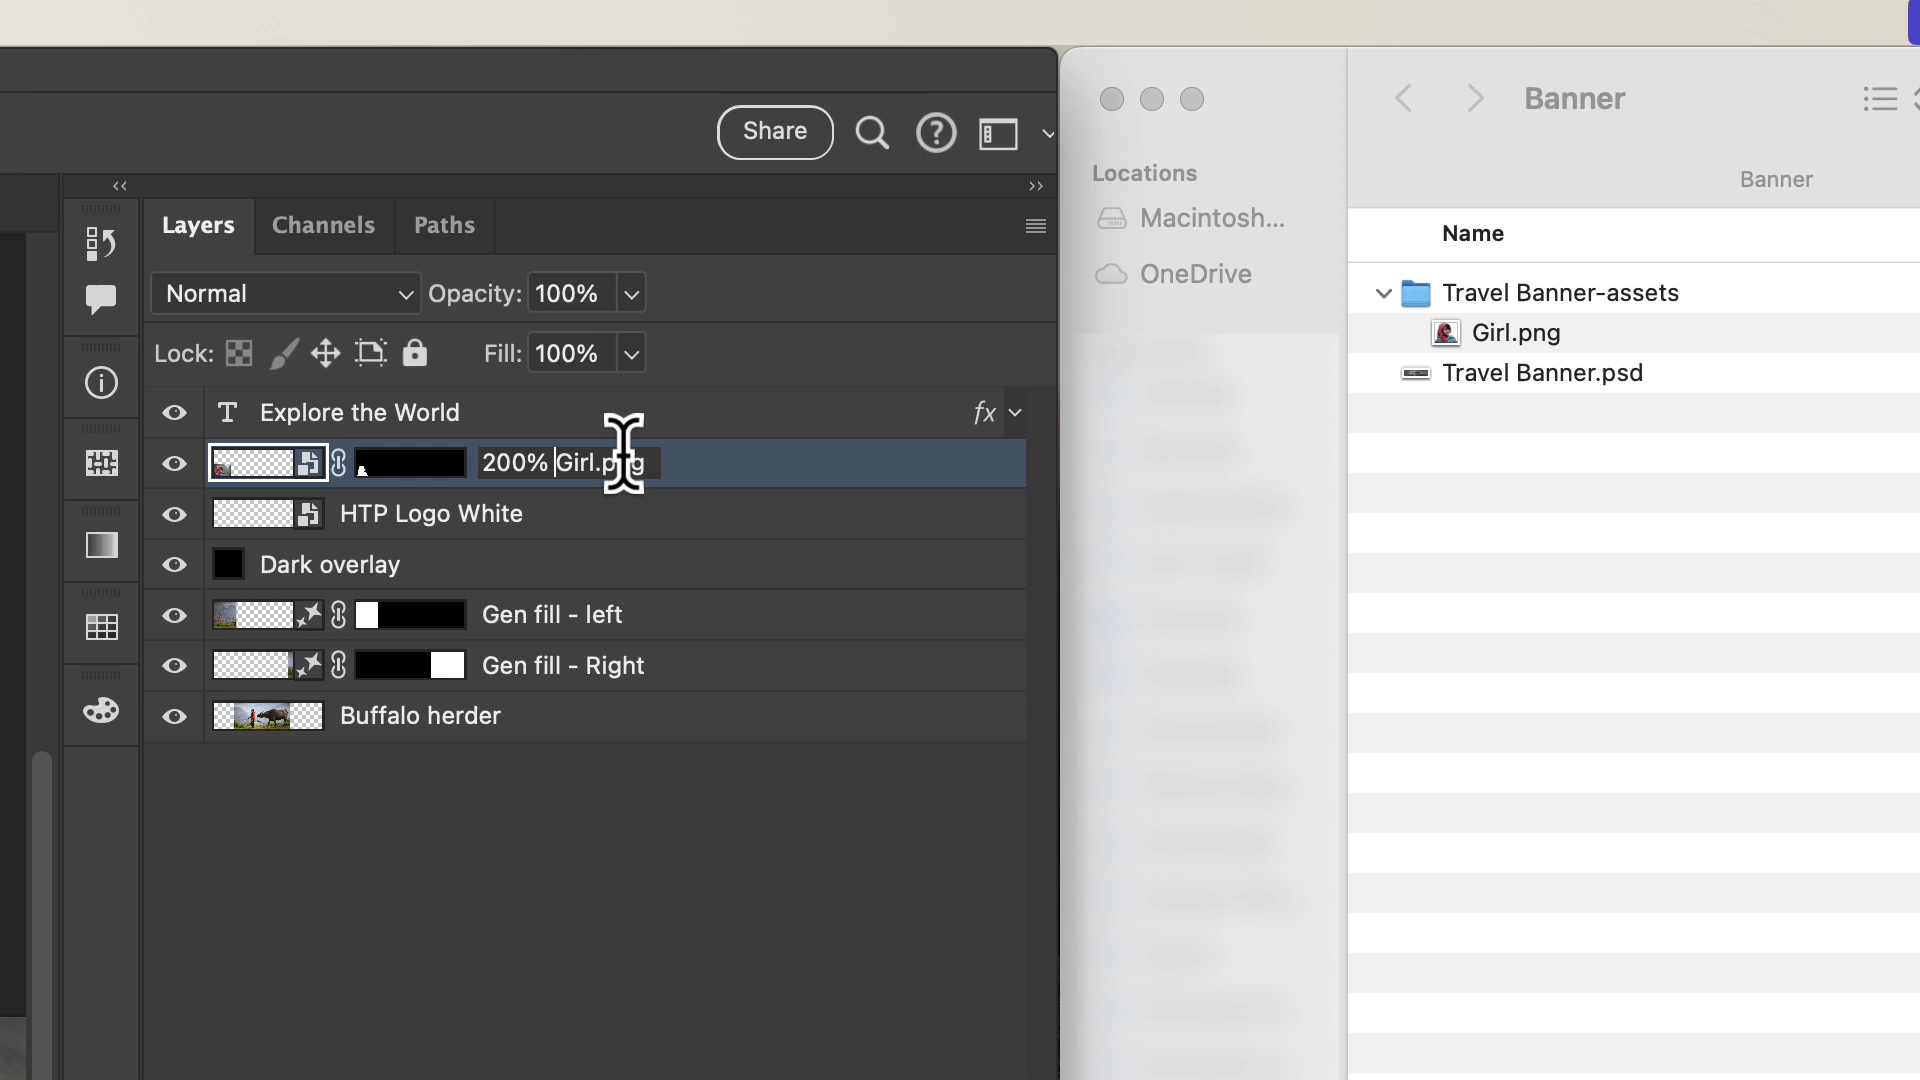 Share
Layers Channels Paths
Normal Opacity: 100%
Lock: Fill: 100%
T Explore the World fx
200% Girl.png
HTP Logo White
Dark overlay
Gen fill - left
Gen fill - Right
Buffalo herder
Banner
Locations
Macintosh...
OneDrive
Banner
Name
Travel Banner-assets
Girl.png
Travel Banner.psd